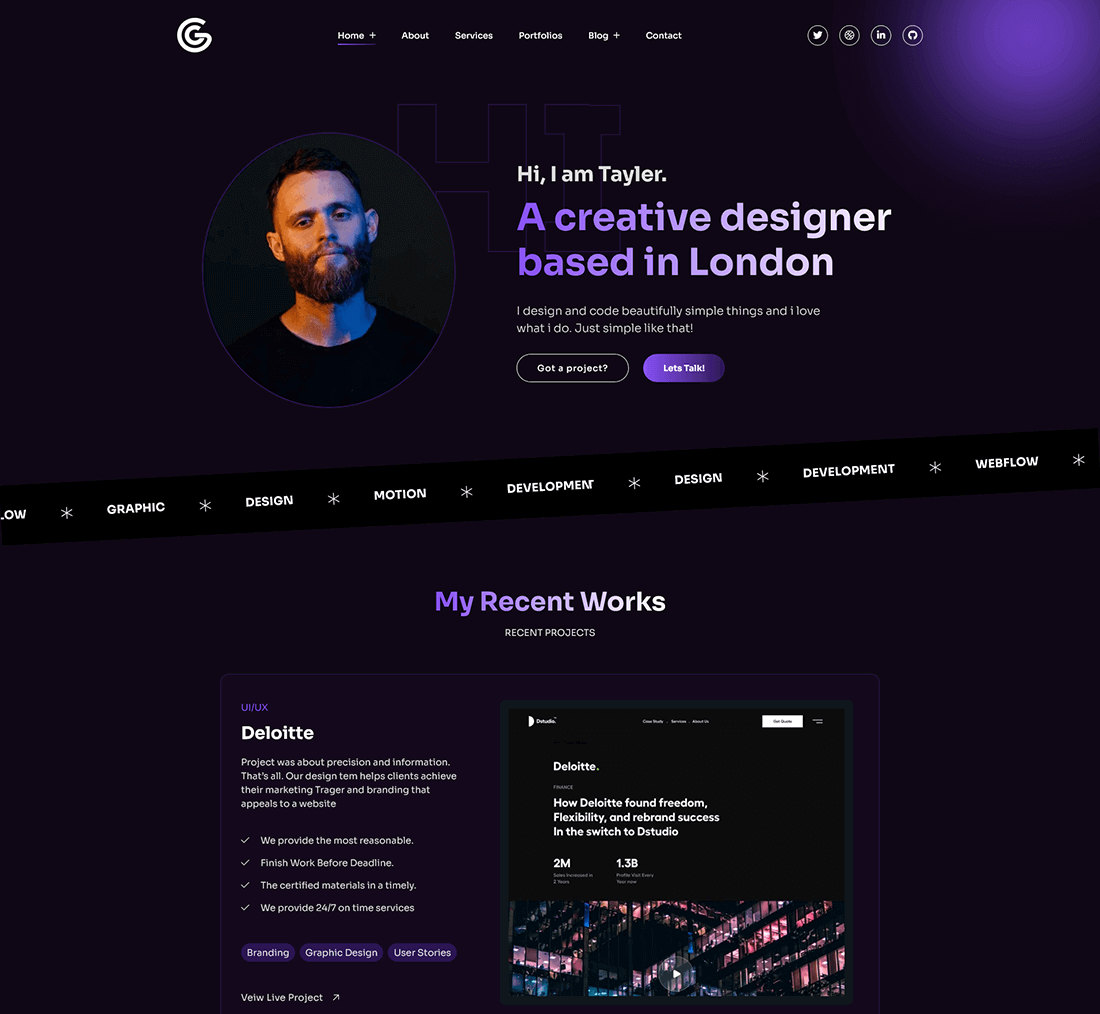 Home +
About
Services
Portfolios
Blog +
Contact
HI
Hi, I am Tayler.
A creative designer
based in London
I design and code beautifully simple things and i love
what i do. Just simple like that!
Got a project?
Lets Talk!
LOW * GRAPHIC * DESIGN * MOTION * DEVELOPMENT * DESIGN * DEVELOPMENT * WEBFLOW *
My Recent Works
RECENT PROJECTS
UI/UX
Deloitte
Project was about precision and information.
That's all. Our design tem helps clients achieve
their marketing Trager and branding that
appeals to a website
We provide the most reasonable.
Finish Work Before Deadline.
The certified materials in a timely.
We provide 24/7 on time services
Branding
Graphic Design
User Stories
Veiw Live Project
Dstudio.
Case Study
Services
About Us
Get Quote
Deloitte.
FINANCE
How Deloitte found freedom,
Flexibility, and rebrand success
In the switch to Dstudio
2M
Sales Increased in
2 Years
1.3B
Profile Visit Every
Year now